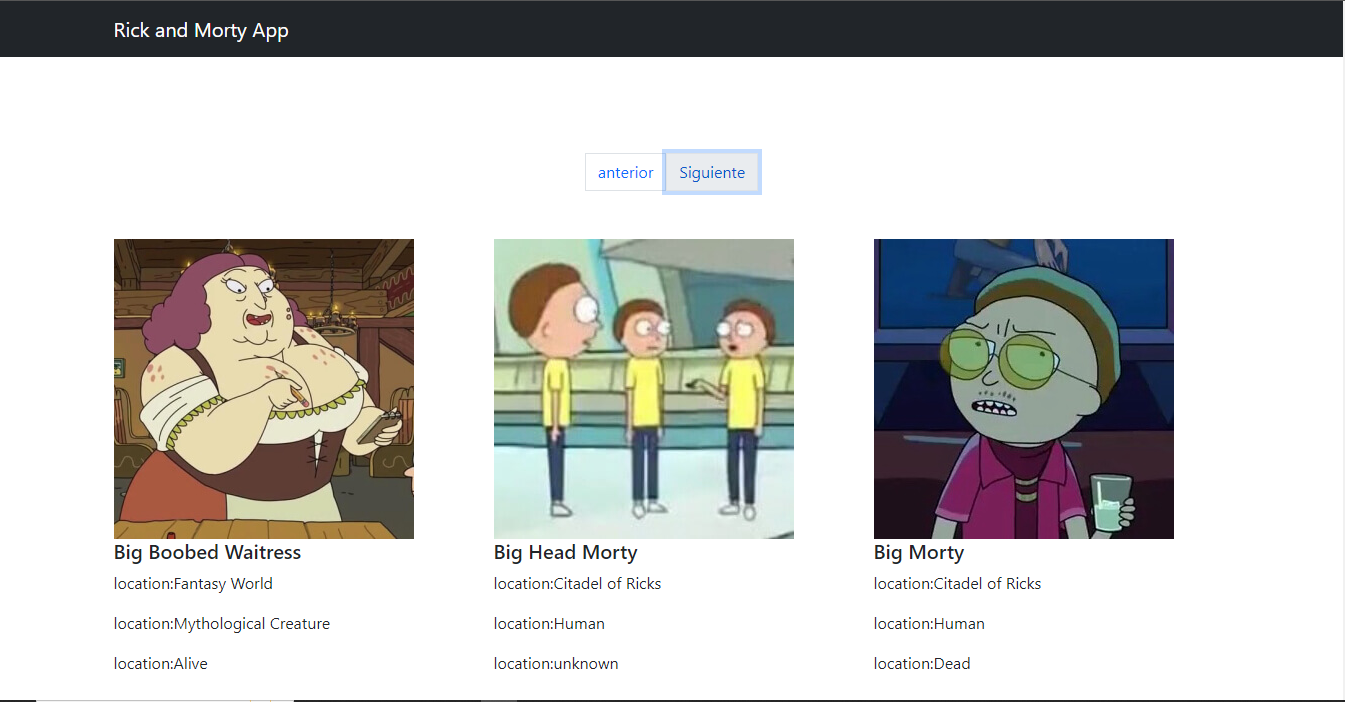 Rick and Morty App
anterior Siguiente
Big Boobed Waitress
location:Fantasy World
location:Mythological Creature
location:Alive
Big Head Morty
location:Citadel of Ricks
location:Human
location:unknown
Big Morty
location:Citadel of Ricks
location:Human
location:Dead